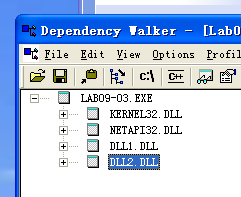 Dependency Walker - [Lab0
File Edit View Options Profil
C:\ C++
LAB09-03.EXE
KERNEL32.DLL
NETAPI32.DLL
DLL1.DLL
DLL2.DLL